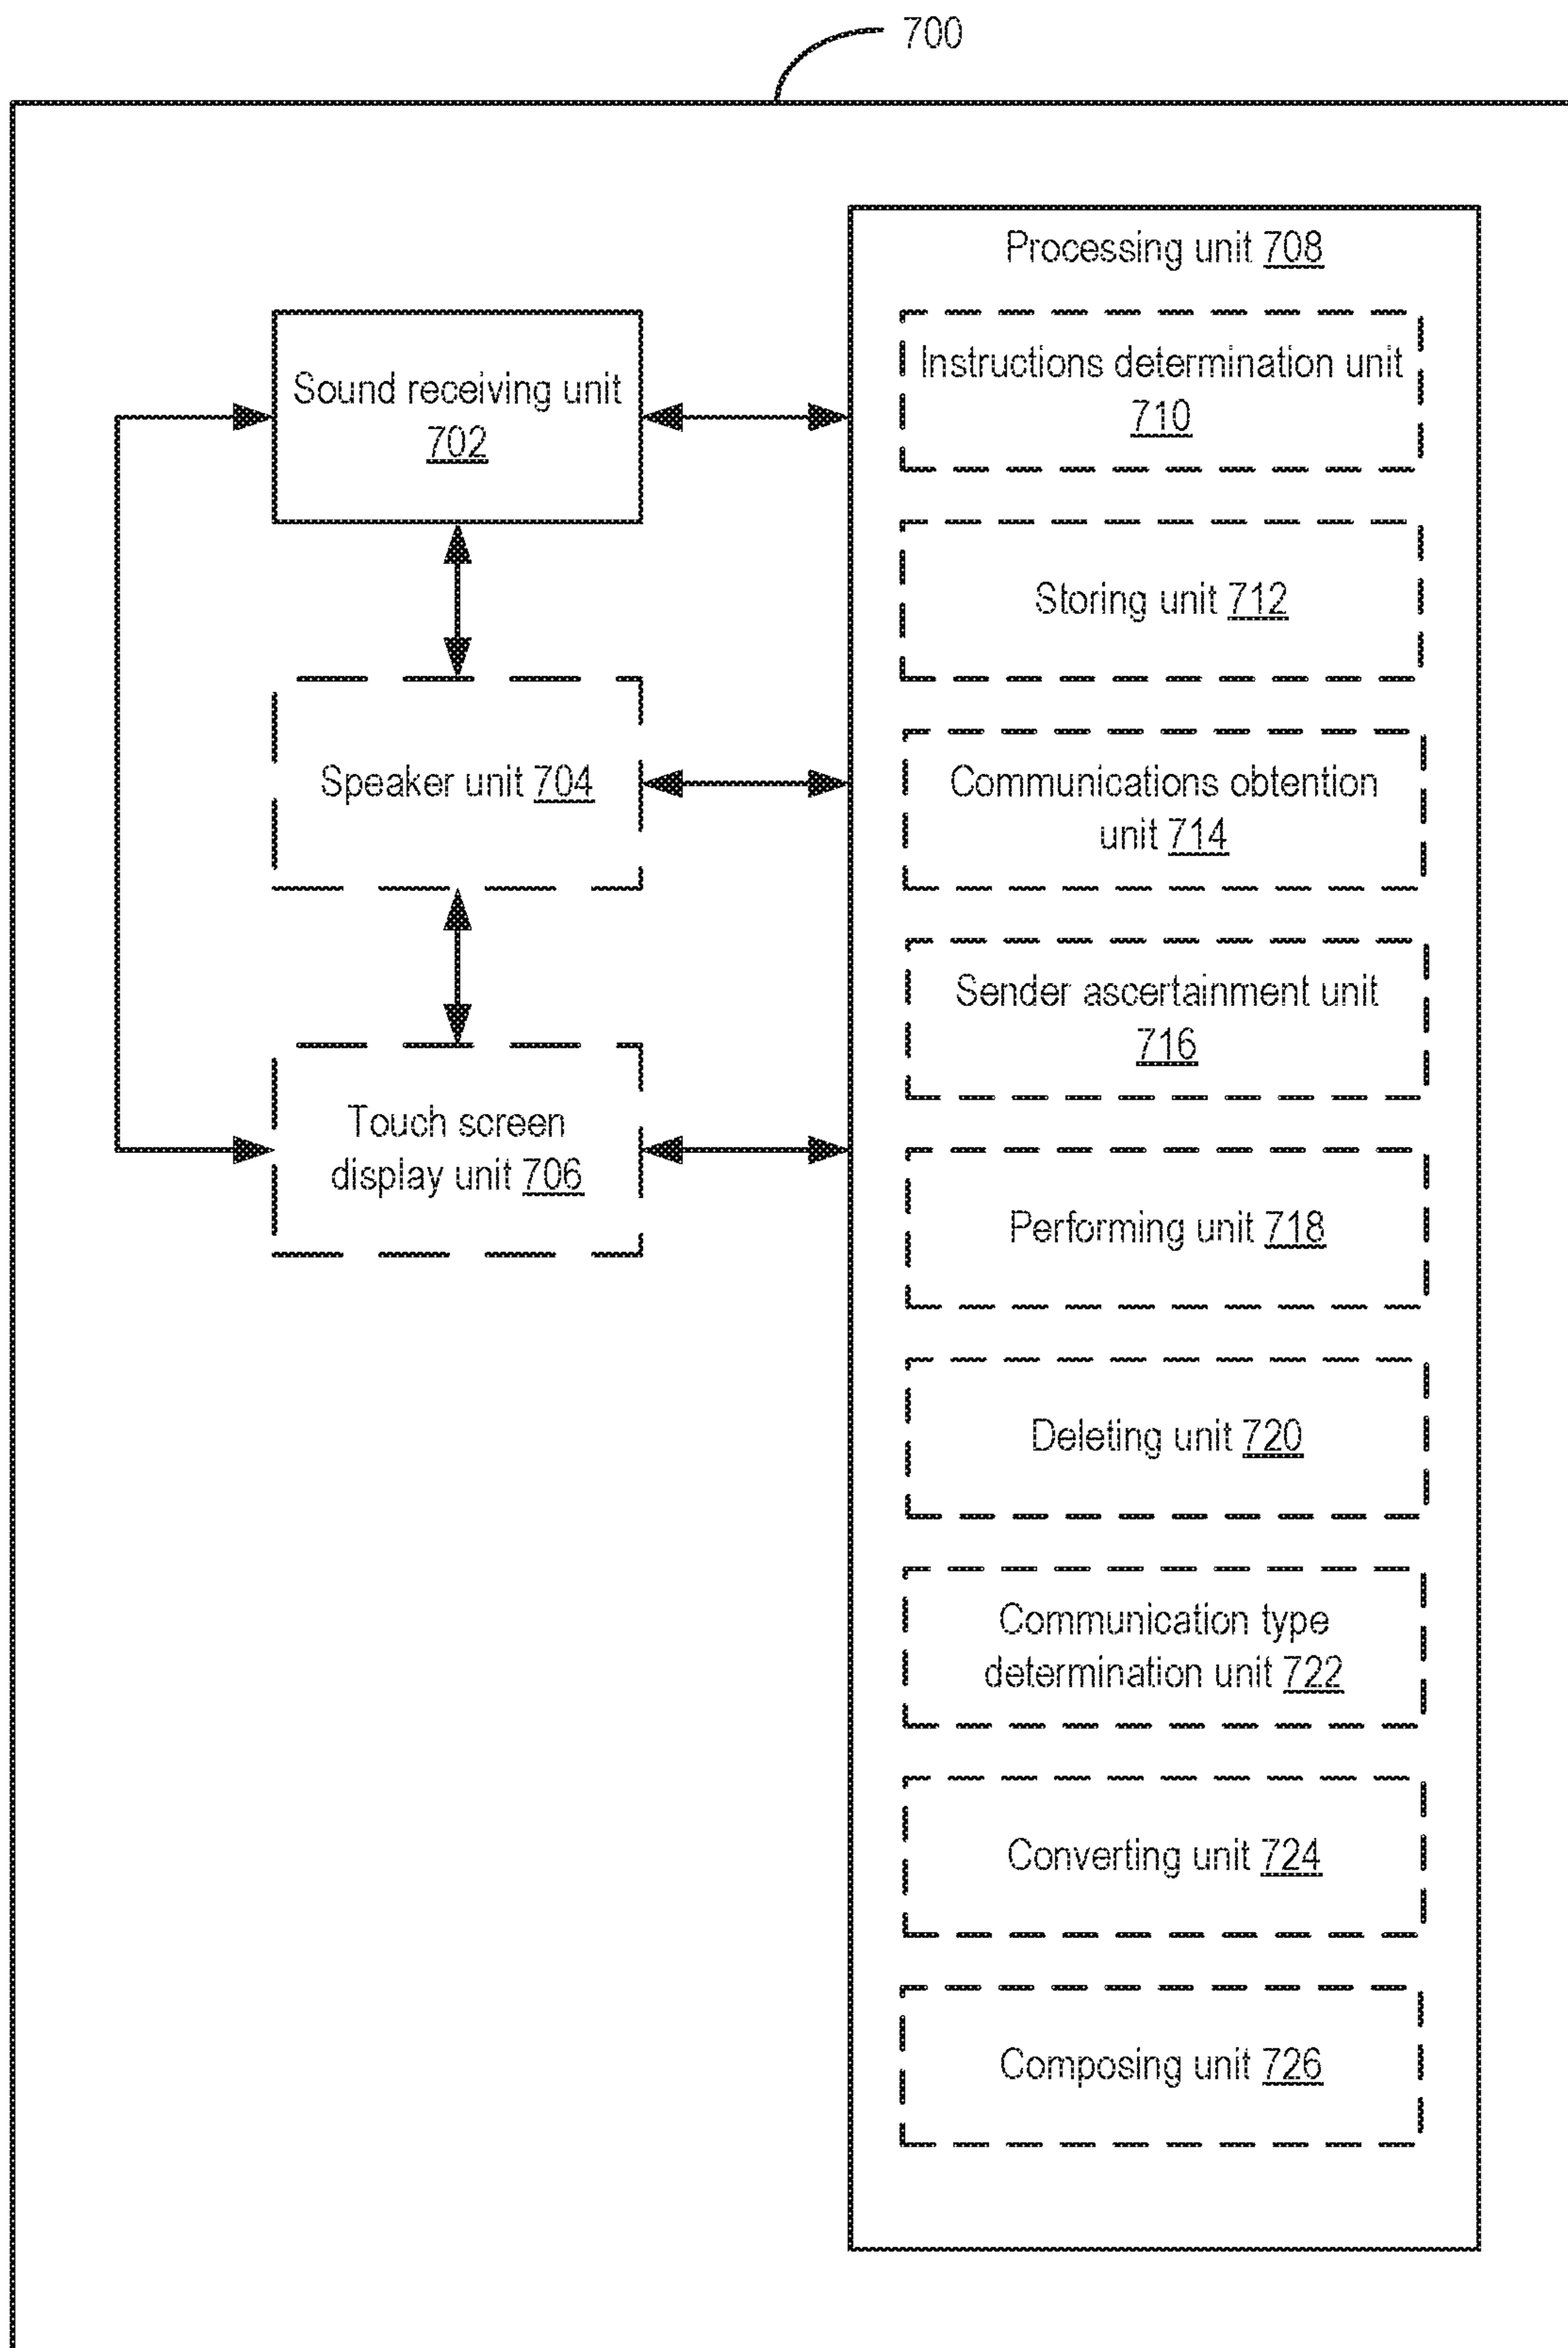 700
Processing unit 708
Sound receiving unit
702
Instructions determination unit
710
Storing unit 712
Speaker unit 704
Communications obtention
unit 714
Sender ascertainment unit
716
Touch screen
display unit 706
Performing unit 718
Deleting unit 720
Communication type
determination unit 722
Converting unit 724
Composing unit 726